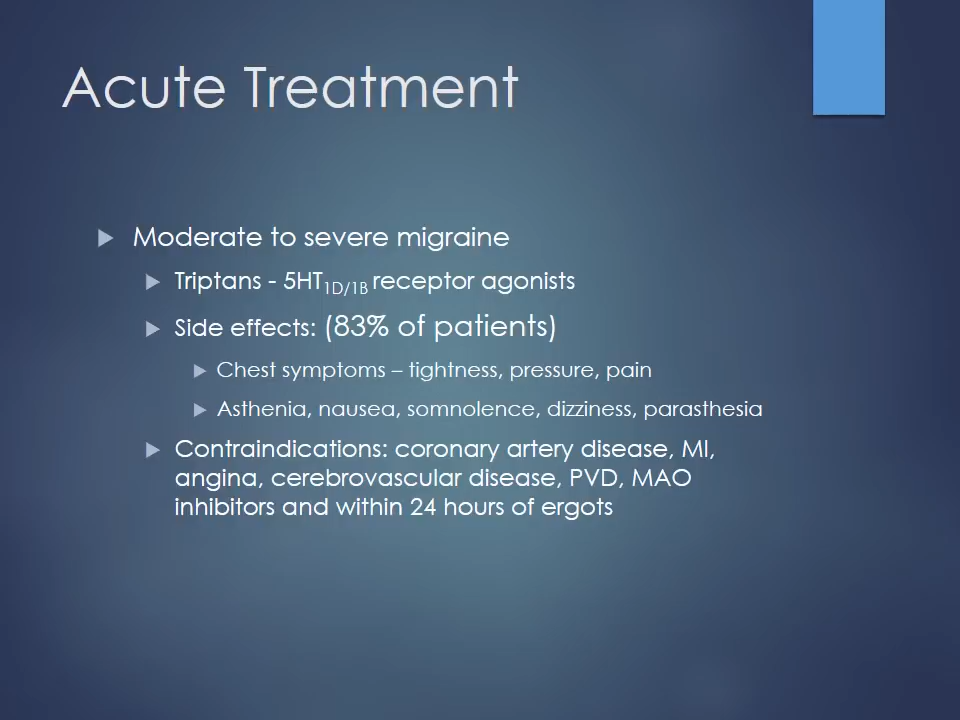 Acute Treatment
Moderate to severe migraine
Triptans - 5HT1D/1B receptor agonists
Side effects: (83% of patients)
Chest symptoms – tightness, pressure, pain
Asthenia, nausea, somnolence, dizziness, parasthesia
Contraindications: coronary artery disease, MI,
angina, cerebrovascular disease, PVD, MAO
inhibitors and within 24 hours of ergots